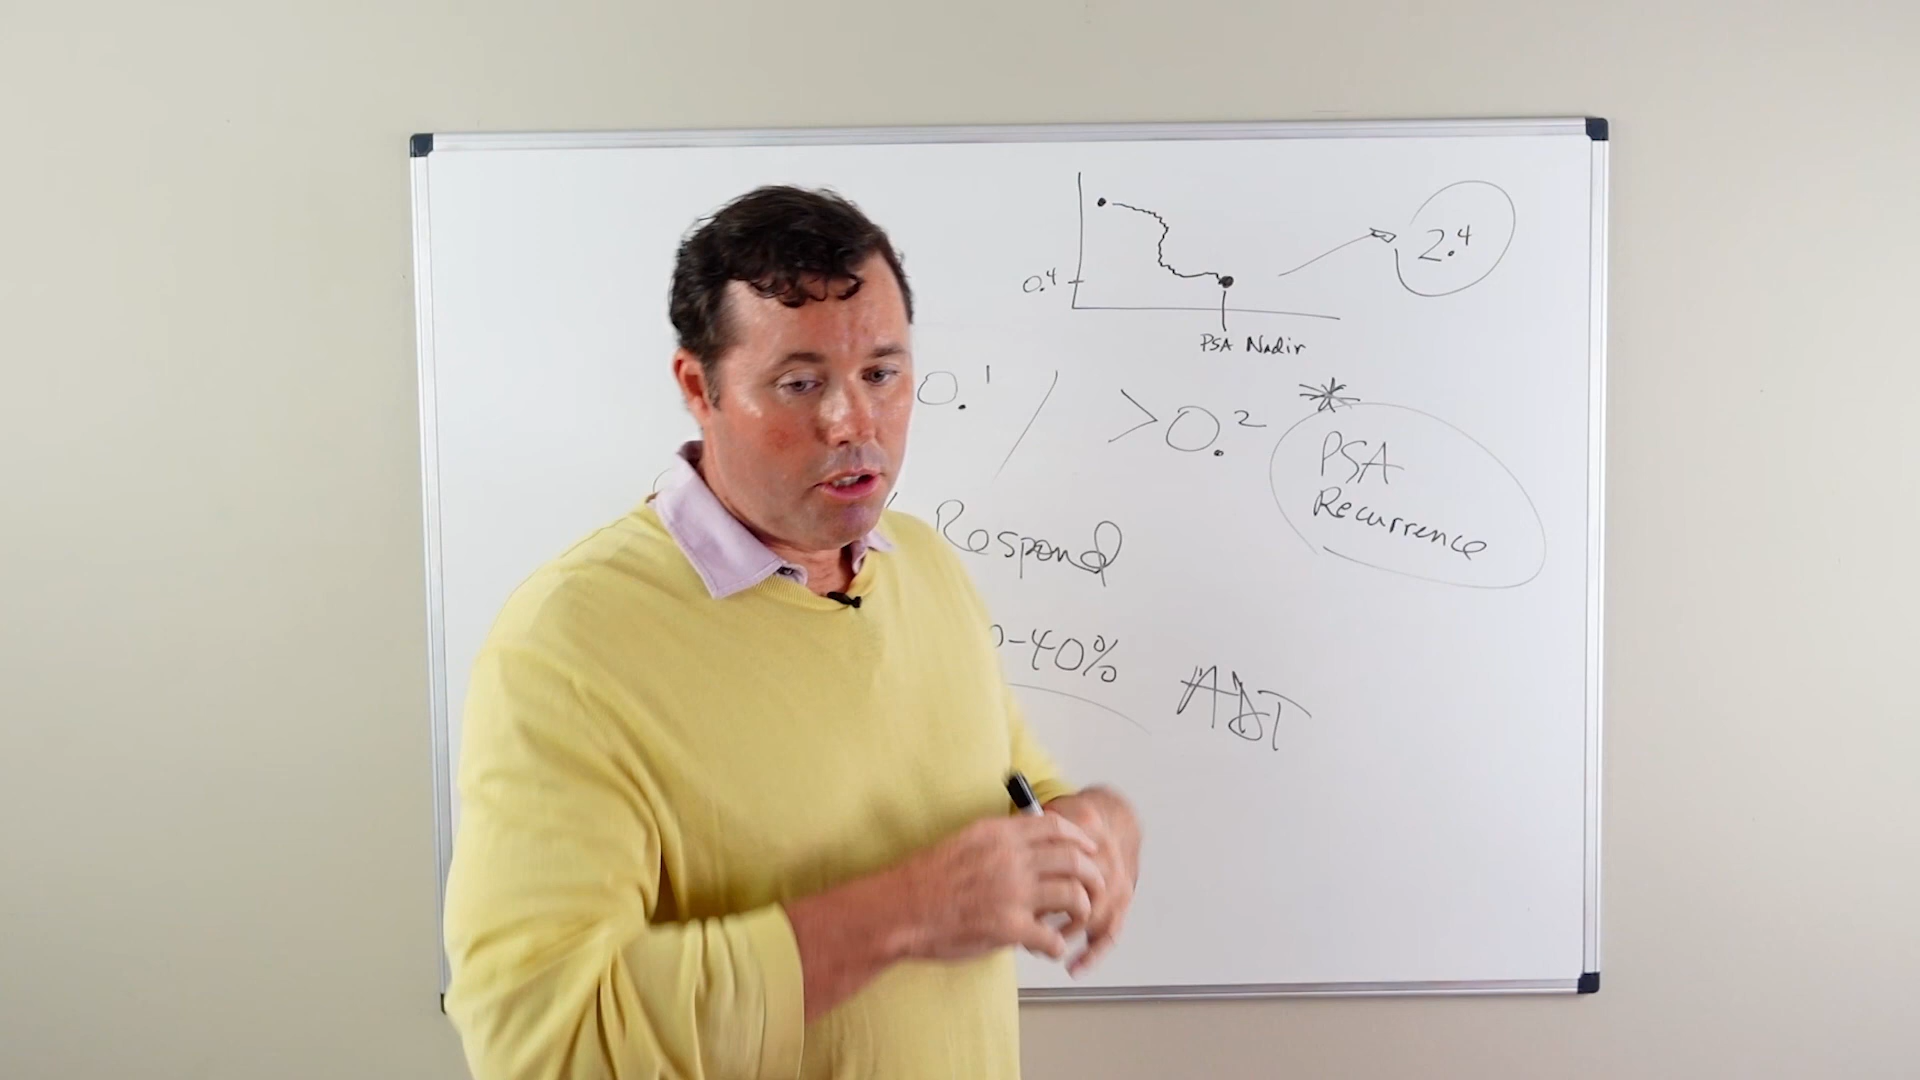 2.4
0.4
PSA Nadir
0.1 / >0.2
PSA
Recurrence
Respond
-40%
ADT